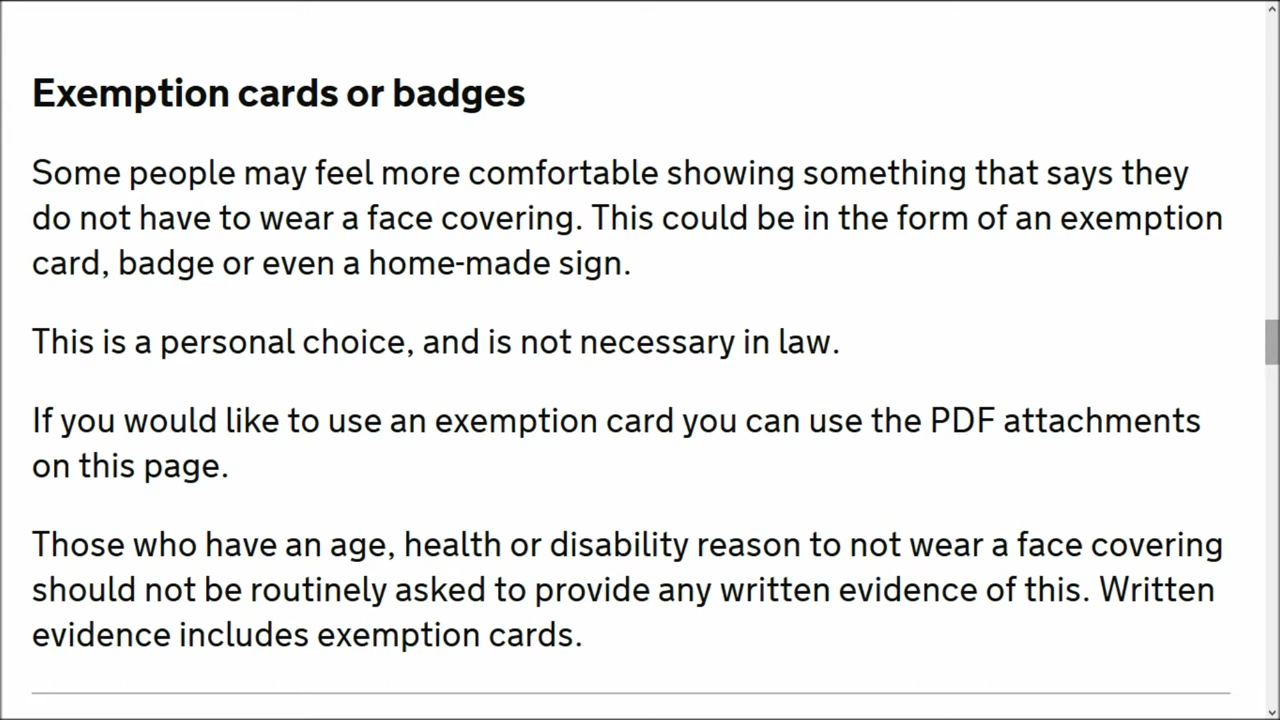 Exemption cards or badges
Some people may feel more comfortable showing something that says they
do not have to wear a face covering. This could be in the form of an exemption
card, badge or even a home-made sign.
This is a personal choice, and is not necessary in law.
If you would like to use an exemption card you can use the PDF attachments
on this page.
Those who have an age, health or disability reason to not wear a face covering
should not be routinely asked to provide any written evidence of this. Written
evidence includes exemption cards.